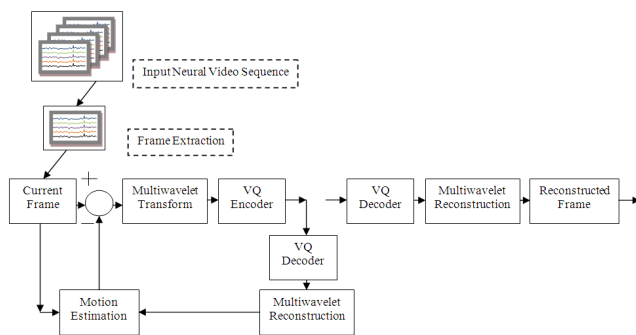 Input Neural Video Sequence
Frame Extraction
Current
Frame
+
−
Multiwavelet
Transform
VQ
Encoder
VQ
Decoder
Multiwavelet
Reconstruction
Reconstructed
Frame
VQ
Decoder
Motion
Estimation
Multiwavelet
Reconstruction